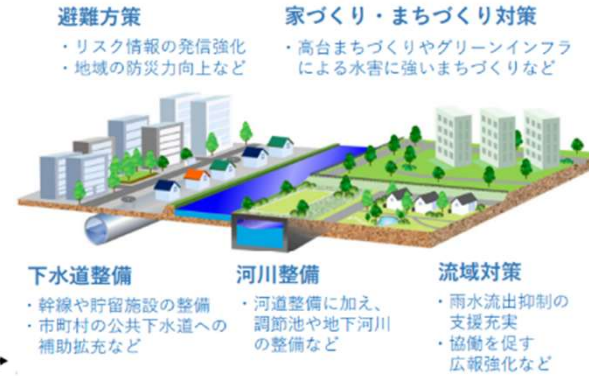 避難方策
・リスク情報の発信強化
・地域の防災力向上など
家づくり・まちづくり対策
・高台まちづくりやグリーンインフラ
による水害に強いまちづくりなど
下水道整備
・幹線や貯留施設の整備
・市町村の公共下水道への
補助拡充など
河川整備
・河道整備に加え、
調節池や地下河川
の整備など
流域対策
・雨水流出抑制の
支援充実
・協働を促す
広報強化など